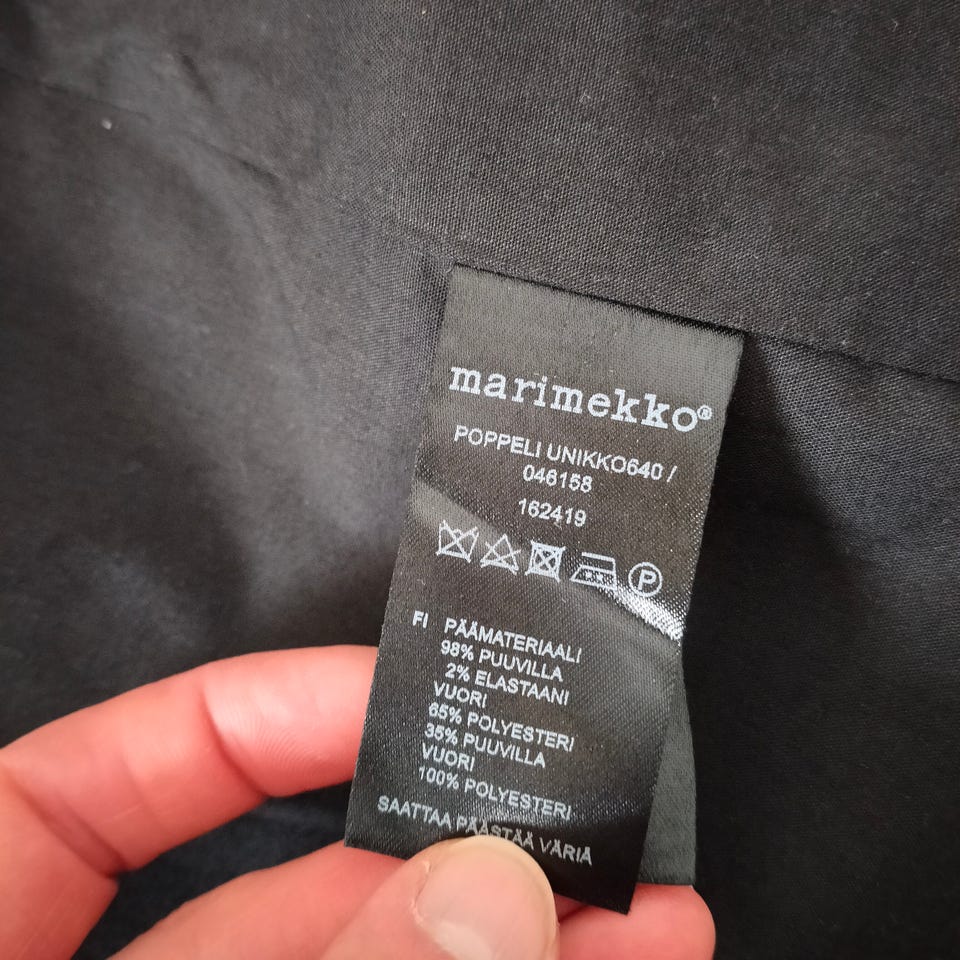 marimekko®
POPPELI UNIKKO640 /
046158
162419
P
FI PÄÄMATERIAALI
98% PUUVILLA
2% ELASTAANI
VUORI
65% POLYESTERI
35% PUUVILLA
VUORI
100% POLYESTERI
SAATTAA PÄÄSTÄÄ VÄRIÄ